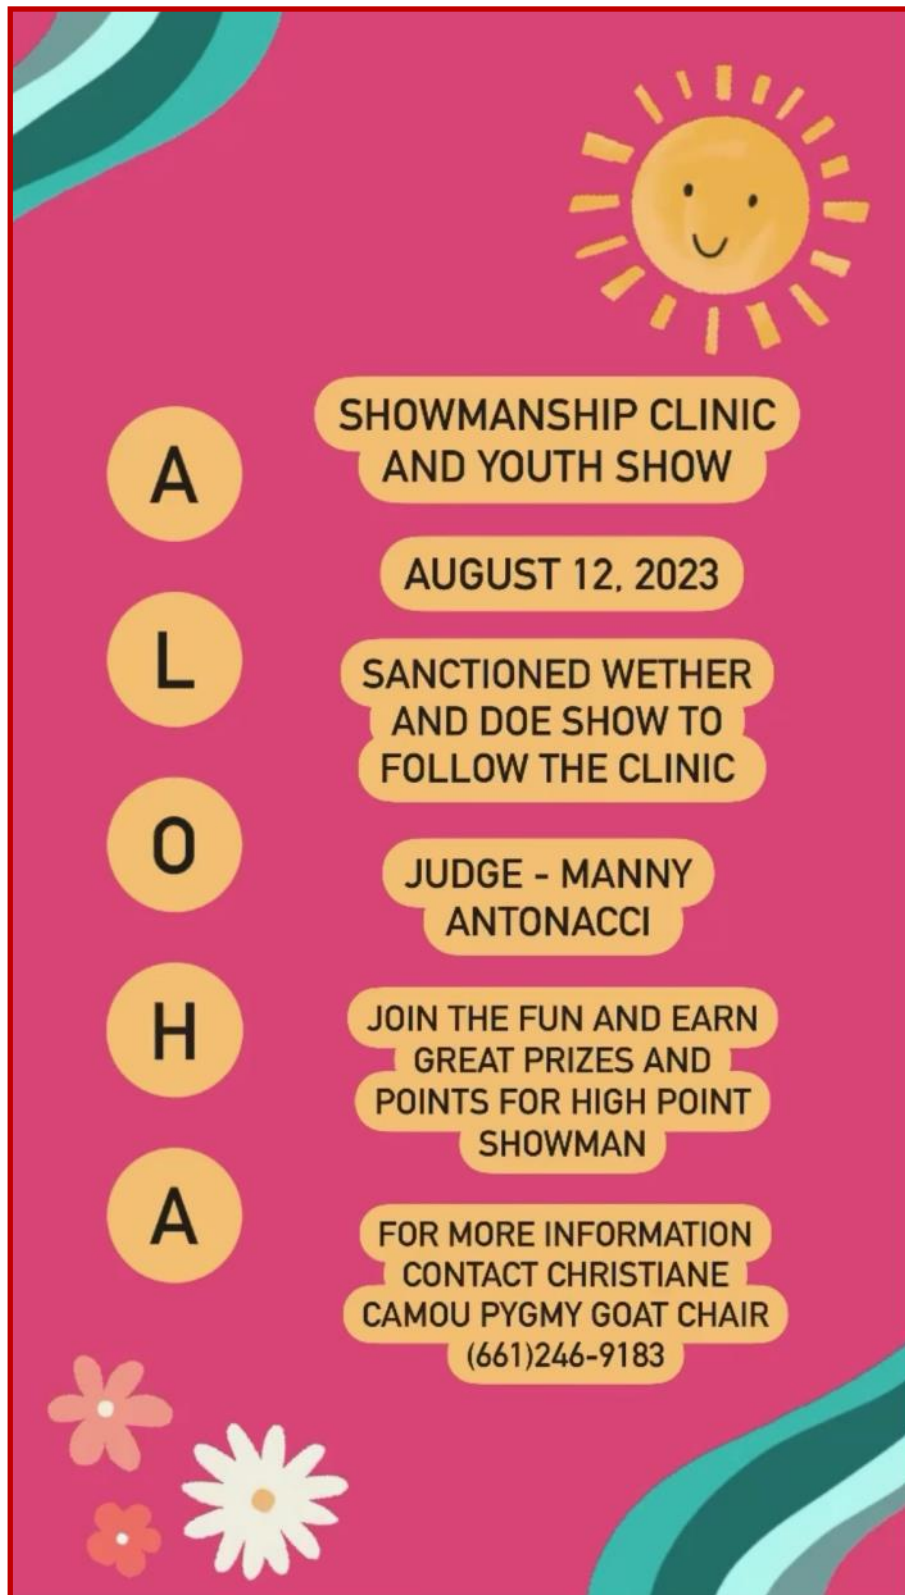 A
L
O
H
A
SHOWMANSHIP CLINIC
AND YOUTH SHOW
AUGUST 12, 2023
SANCTIONED WETHER
AND DOE SHOW TO
FOLLOW THE CLINIC
JUDGE - MANNY
ANTONACCI
JOIN THE FUN AND EARN
GREAT PRIZES AND
POINTS FOR HIGH POINT
SHOWMAN
FOR MORE INFORMATION
CONTACT CHRISTIANE
CAMOU PYGMY GOAT CHAIR
(661)246-9183